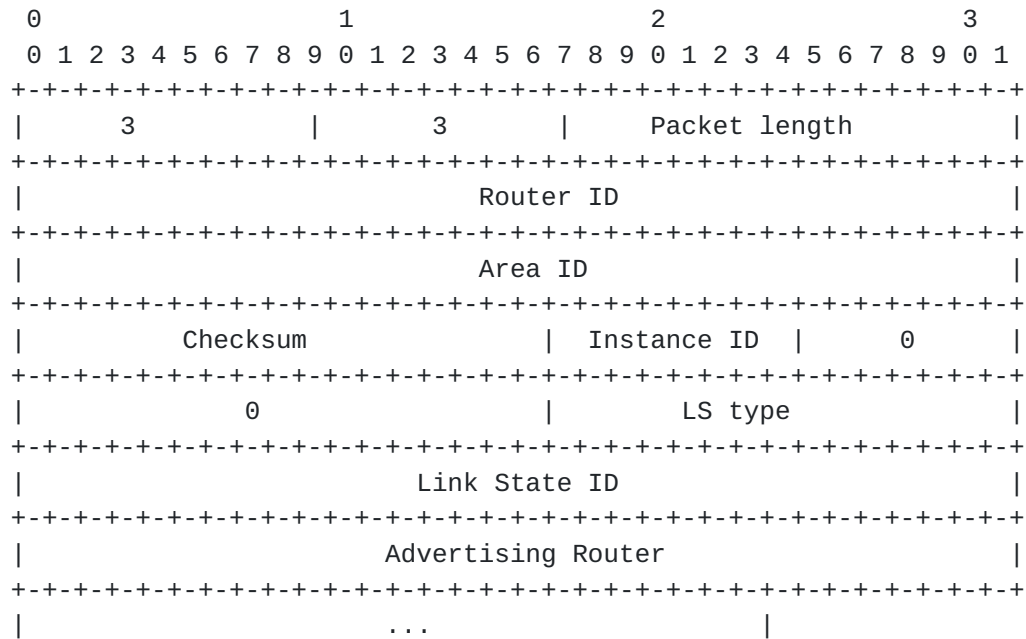 0                   1                   2                   3
 0 1 2 3 4 5 6 7 8 9 0 1 2 3 4 5 6 7 8 9 0 1 2 3 4 5 6 7 8 9 0 1
+-+-+-+-+-+-+-+-+-+-+-+-+-+-+-+-+-+-+-+-+-+-+-+-+-+-+-+-+-+-+-+-+
|      3           |       3       |     Packet length          |
+-+-+-+-+-+-+-+-+-+-+-+-+-+-+-+-+-+-+-+-+-+-+-+-+-+-+-+-+-+-+-+-+
|                             Router ID                         |
+-+-+-+-+-+-+-+-+-+-+-+-+-+-+-+-+-+-+-+-+-+-+-+-+-+-+-+-+-+-+-+-+
|                             Area ID                           |
+-+-+-+-+-+-+-+-+-+-+-+-+-+-+-+-+-+-+-+-+-+-+-+-+-+-+-+-+-+-+-+-+
|          Checksum               |  Instance ID  |      0      |
+-+-+-+-+-+-+-+-+-+-+-+-+-+-+-+-+-+-+-+-+-+-+-+-+-+-+-+-+-+-+-+-+
|              0                  |        LS type              |
+-+-+-+-+-+-+-+-+-+-+-+-+-+-+-+-+-+-+-+-+-+-+-+-+-+-+-+-+-+-+-+-+
|                         Link State ID                         |
+-+-+-+-+-+-+-+-+-+-+-+-+-+-+-+-+-+-+-+-+-+-+-+-+-+-+-+-+-+-+-+-+
|                       Advertising Router                      |
+-+-+-+-+-+-+-+-+-+-+-+-+-+-+-+-+-+-+-+-+-+-+-+-+-+-+-+-+-+-+-+-+
|                       ...                     |